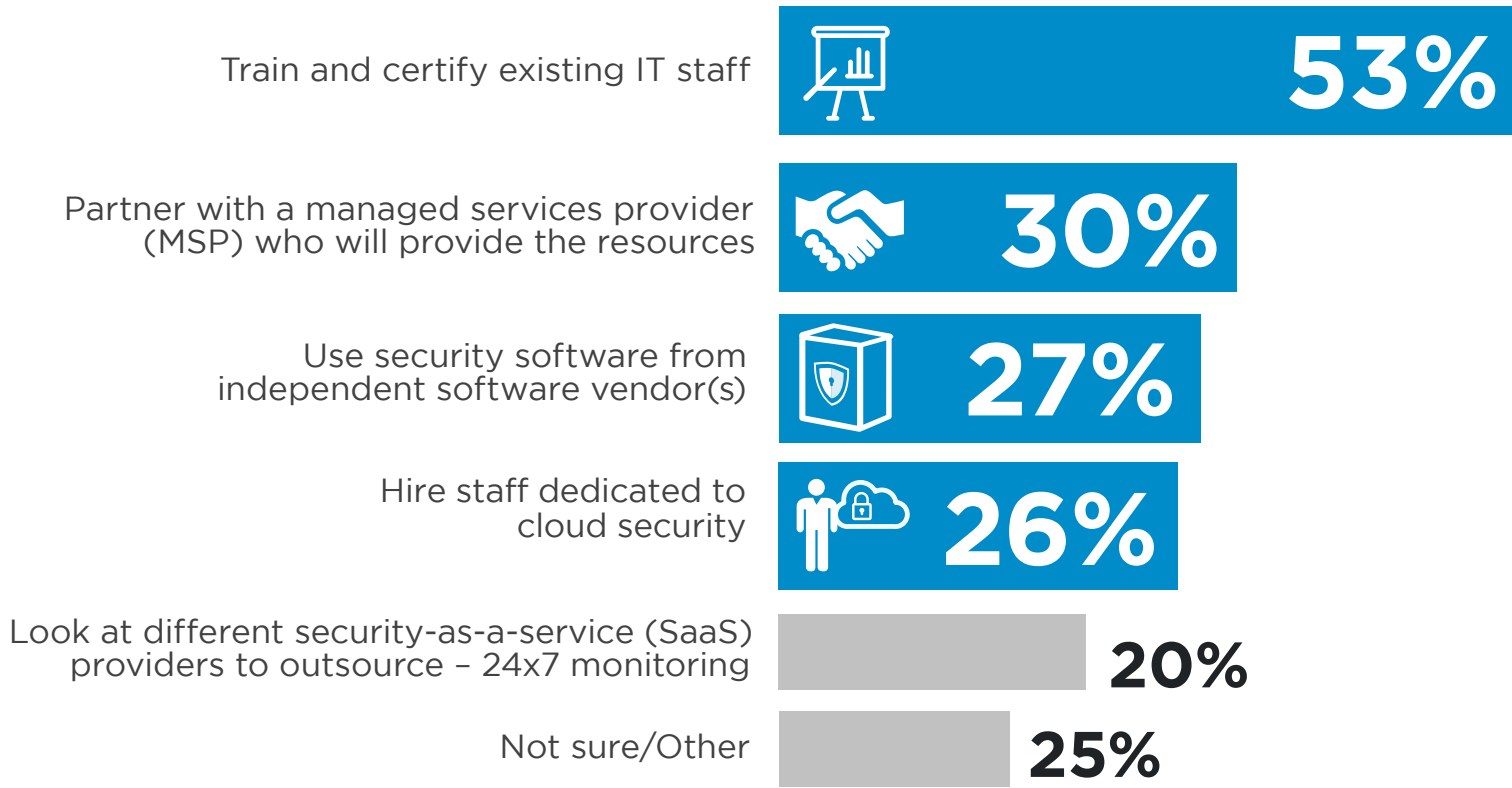 Train and certify existing IT staff
53%
Partner with a managed services provider
(MSP) who will provide the resources
30%
Use security software from
independent software vendor(s)
27%
Hire staff dedicated to
cloud security
26%
Look at different security-as-a-service (SaaS)
providers to outsource – 24x7 monitoring
20%
Not sure/Other
25%